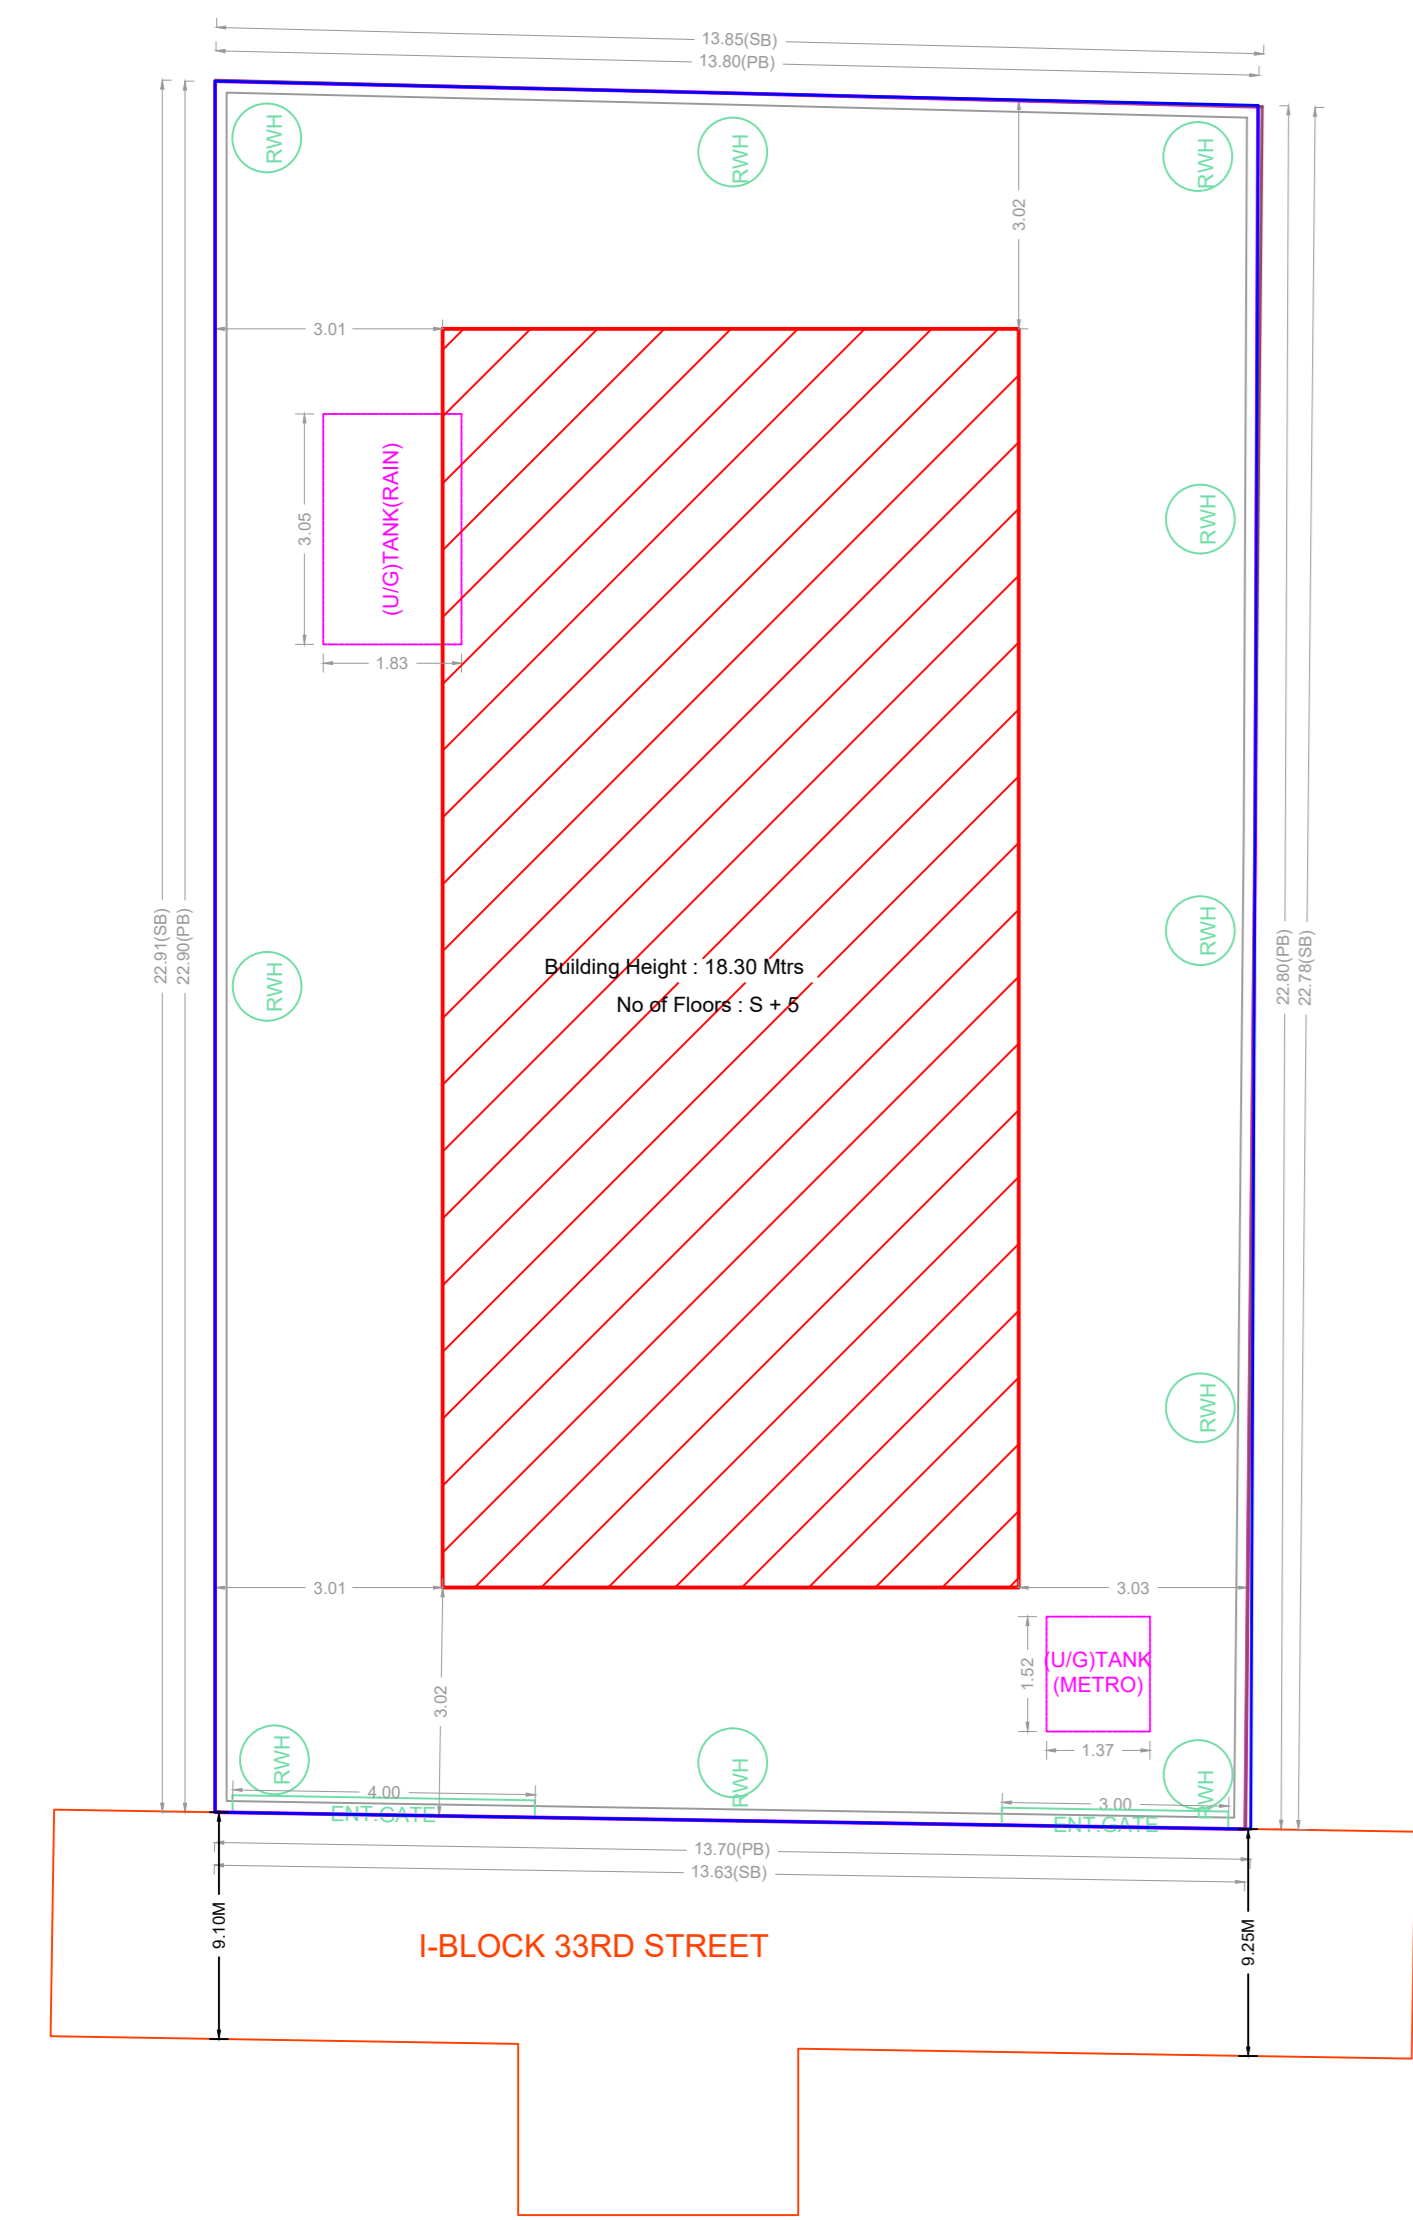 13.85(SB)
13.80(PB)
RWH
RWH
RWH
3.02
3.01
3.05
(U/G)TANK(RAIN)
RWH
1.83
22.91(SB)
22.90(PB)
RWH
Building Height : 18.30 Mtrs
No of Floors : S + 5
RWH
22.80(PB)
22.78(SB)
RWH
3.01
3.03
3.02
1.52
(U/G)TANK
(METRO)
1.37
RWH
RWH
RWH
4.00
ENT.GATE
3.00
ENT.GATE
13.70(PB)
13.63(SB)
9.10M
I-BLOCK 33RD STREET
9.25M